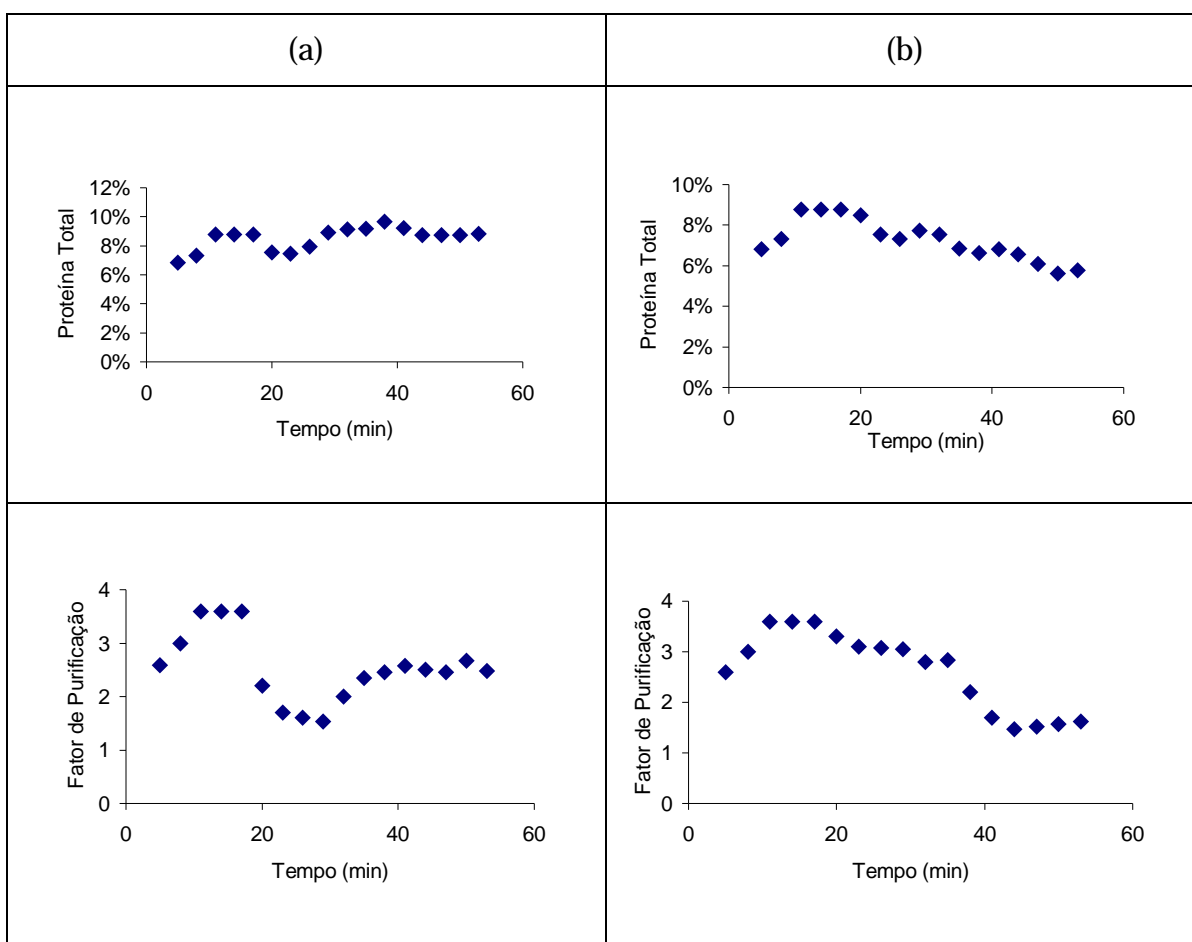 (a)
(b)
Proteína Total
12%
10%
8%
6%
4%
2%
0%
0 20 40 60
Tempo (min)
Proteína Total
10%
8%
6%
4%
2%
0%
0 20 40 60
Tempo (min)
Fator de Purificação
4
3
2
1
0
0 20 40 60
Tempo (min)
Fator de Purificação
4
3
2
1
0
0 20 40 60
Tempo (min)